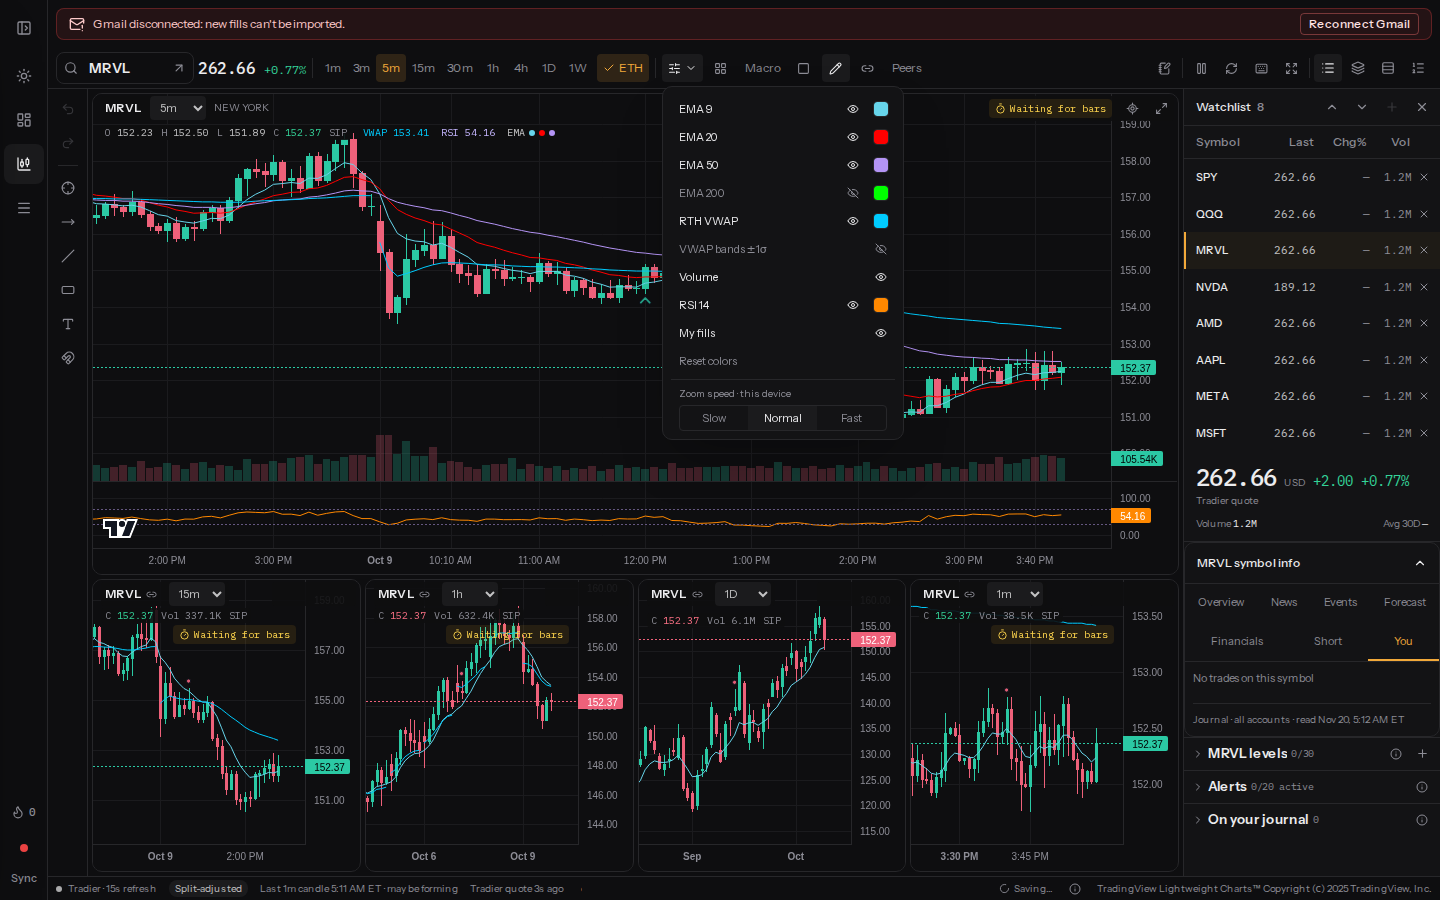 Gmail disconnected: new fills can't be imported.
Reconnect Gmail
MRVL 262.66 +0.77% 1m 3m 5m 15m 30m 1h 4h 1D 1W ETH Macro Peers
MRVL 5m NEW YORK Waiting for bars
O 152.23 H 152.50 L 151.89 C 152.37 SIP VWAP 153.41 RSI 54.16 EMA
EMA 9
EMA 20
EMA 50
EMA 200
RTH VWAP
VWAP bands ±1σ
Volume
RSI 14
My fills
Reset colors
Zoom speed · this device
Slow Normal Fast
159.00
158.00
157.00
156.00
155.00
154.00
153.00
152.37
152.00
151.00
105.54K
100.00
54.16
0.00
2:00 PM 3:00 PM Oct 9 10:10 AM 11:00 AM 12:00 PM 1:00 PM 2:00 PM 3:00 PM 3:40 PM
MRVL 15m
C 152.37 Vol 337.1K SIP
Waiting for bars
157.00
155.00
153.00
152.37
151.00
Oct 9 2:00 PM
MRVL 1h
C 152.37 Vol 632.4K SIP
Waiting for bars
158.00
156.00
154.00
152.37
150.00
148.00
146.00
144.00
Oct 6 Oct 9
MRVL 1D
C 152.37 Vol 6.1M SIP
155.00
152.37
150.00
145.00
140.00
135.00
130.00
125.00
120.00
115.00
Sep Oct
MRVL 1m
C 152.37 Vol 38.5K SIP
Waiting for bars
153.50
153.00
152.50
152.37
152.00
3:30 PM 3:45 PM
Watchlist 8
Symbol Last Chg% Vol
SPY 262.66 — 1.2M
QQQ 262.66 — 1.2M
MRVL 262.66 — 1.2M
NVDA 189.12 — 1.2M
AMD 262.66 — 1.2M
AAPL 262.66 — 1.2M
META 262.66 — 1.2M
MSFT 262.66 — 1.2M
262.66 USD +2.00 +0.77%
Tradier quote
Volume 1.2M Avg 30D —
MRVL symbol info
Overview News Events Forecast
Financials Short You
No trades on this symbol
Journal · all accounts · read Nov 20, 5:12 AM ET
MRVL levels 0/30
Alerts 0/20 active
On your journal 0
0
Sync
Tradier · 15s refresh Split-adjusted Last 1m candle 5:11 AM ET · may be forming Tradier quote 3s ago
Saving… TradingView Lightweight Charts™ Copyright (c) 2025 TradingView, Inc.